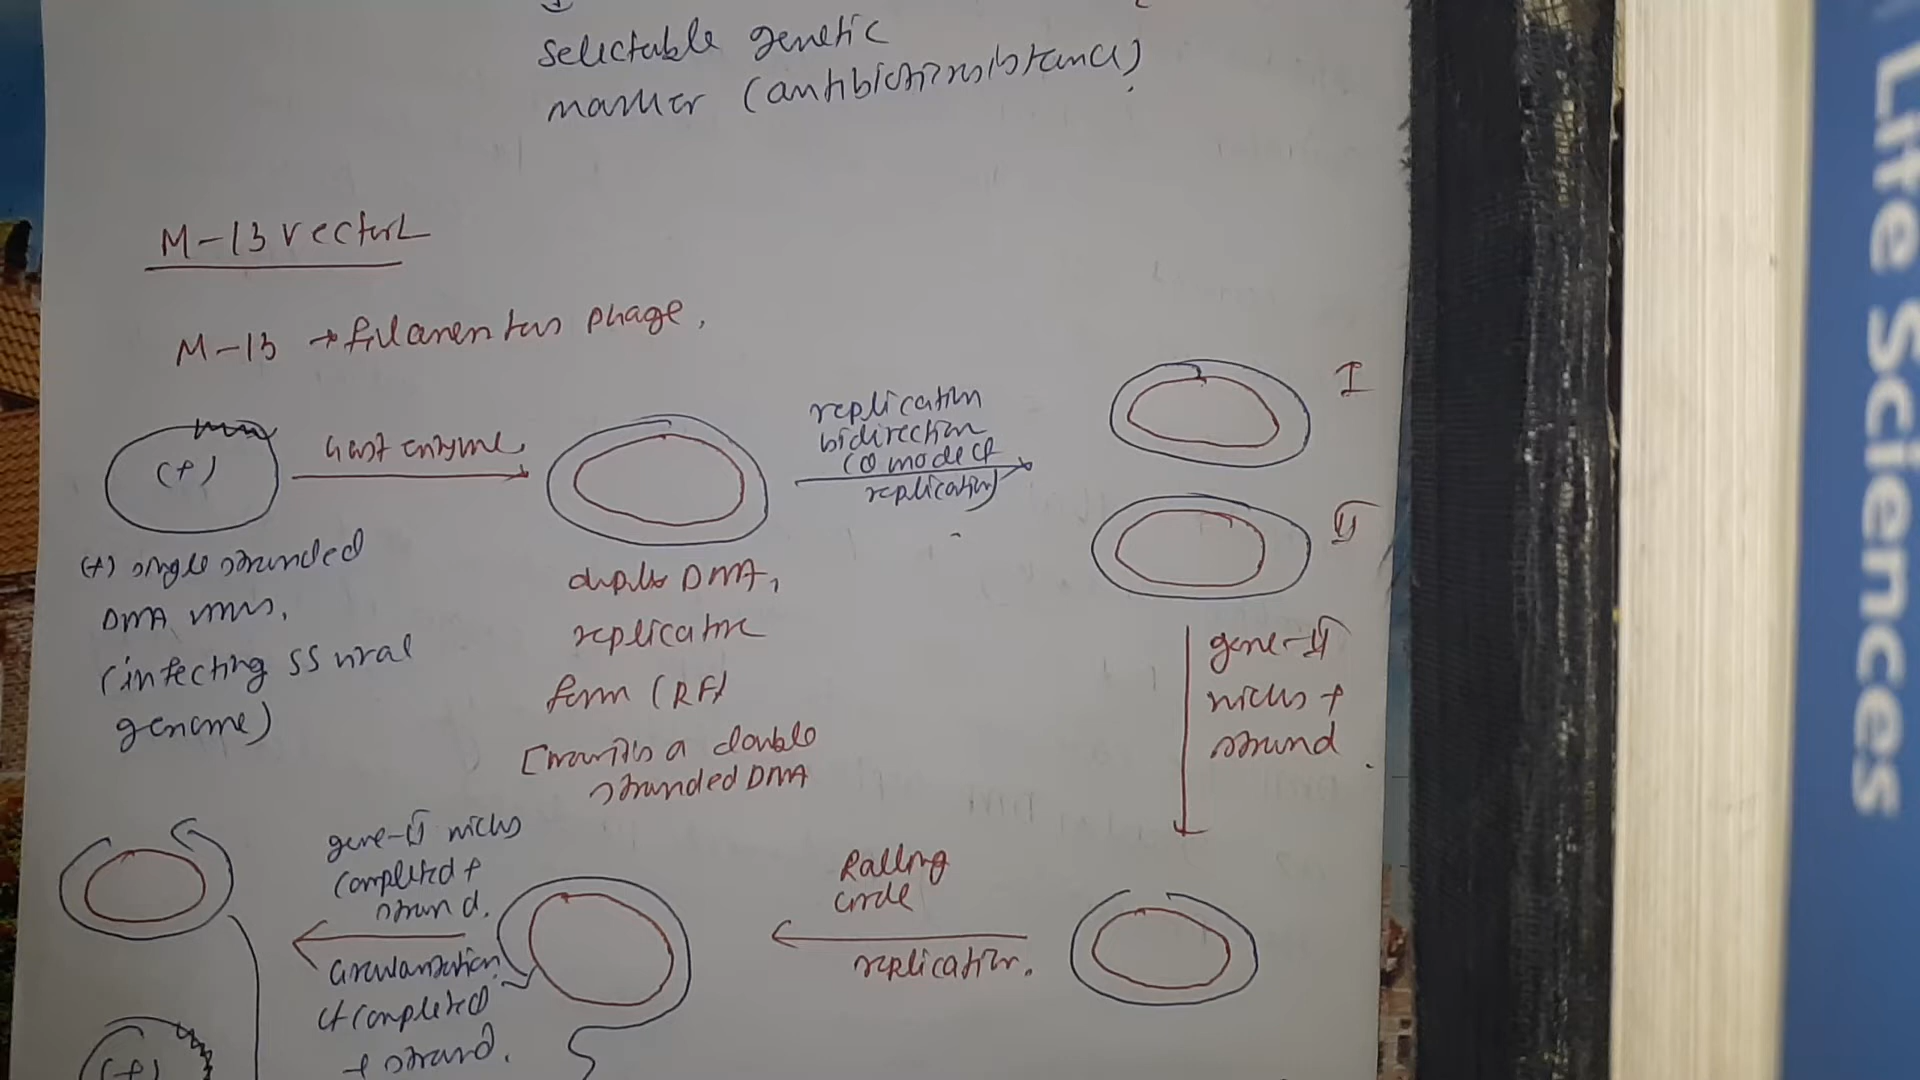 selectable genetic
marker (antibiotic resistance)
M-13 vector
M-13 → filamentous phage,
(+)
host enzyme
replication
bidirection
(θ mode of
replication)
I
II
(+) single stranded
DNA virus,
(infecting SS viral
genome)
duplex DNA,
replicative
form (RF)
a double
stranded DNA
gene-II
nicks +
strand
gene-II nicks
completed +
strand.
circularization
of completed
+ strand.
Rolling
circle
replication.
(+)
Life Sciences